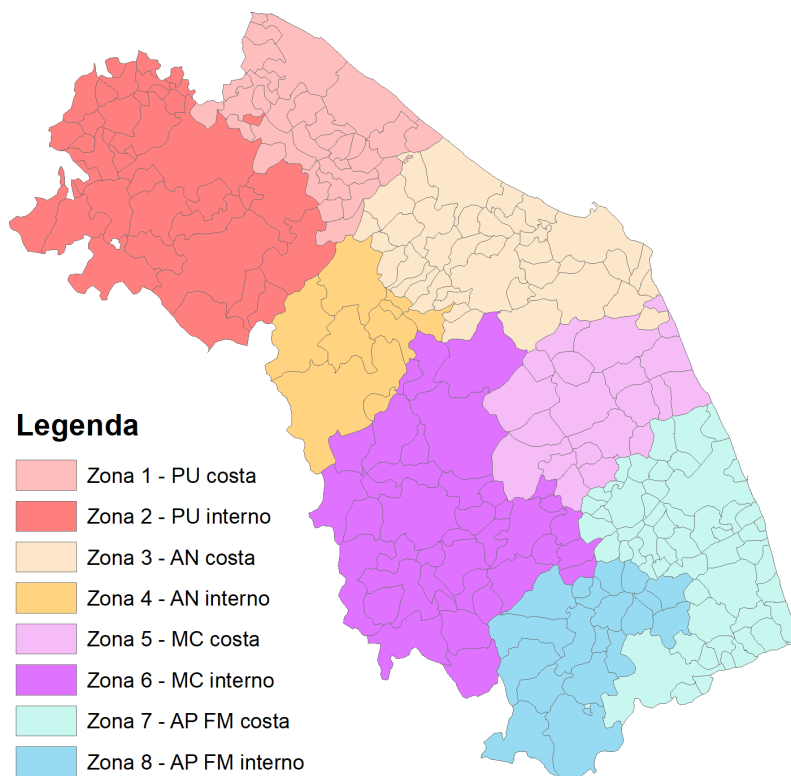 Legenda
Zona 1 - PU costa
Zona 2 - PU interno
Zona 3 - AN costa
Zona 4 - AN interno
Zona 5 - MC costa
Zona 6 - MC interno
Zona 7 - AP FM costa
Zona 8 - AP FM interno